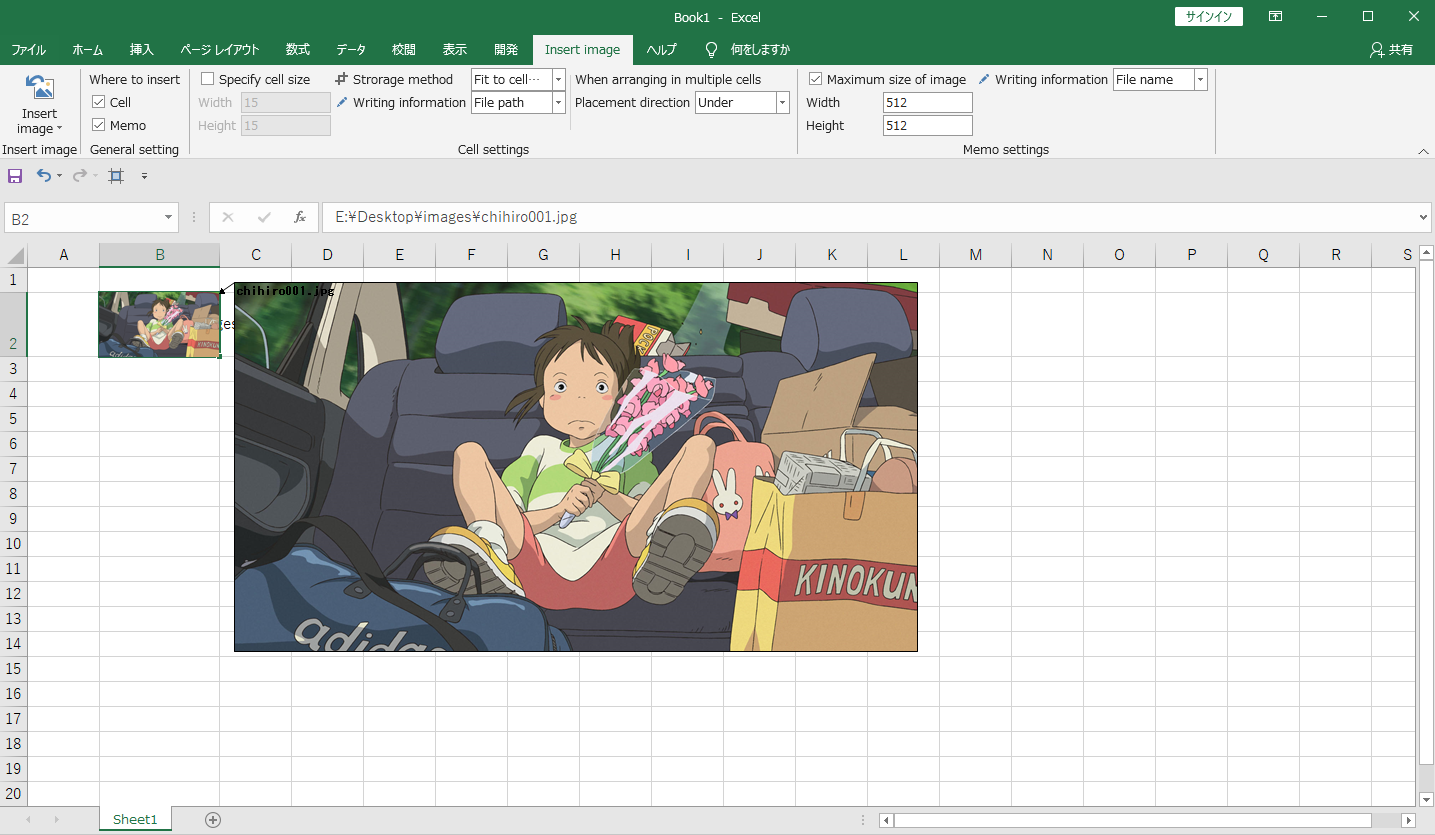 Book1 - Excel
サインイン
ファイル ホーム 挿入 ページ レイアウト 数式 データ 校閲 表示 開発 Insert image ヘルプ 何をしますか 共有
Where to insert Specify cell size Strorage method Fit to cell… When arranging in multiple cells Maximum size of image Writing information File name
Cell Width 15 Writing information File path Placement direction Under Width 512
Insert image Memo Height 15 Height 512
Insert image General setting Cell settings Memo settings
B2 fx E:¥Desktop¥images¥chihiro001.jpg
A B C D E F G H I J K L M N O P Q R S
1
chihiro001.jpg
ges
2
POCKY
3
4
5
6
7
8
9
10
11
12
KINOKUN
13
14
adidas
15
16
17
18
19
20
Sheet1